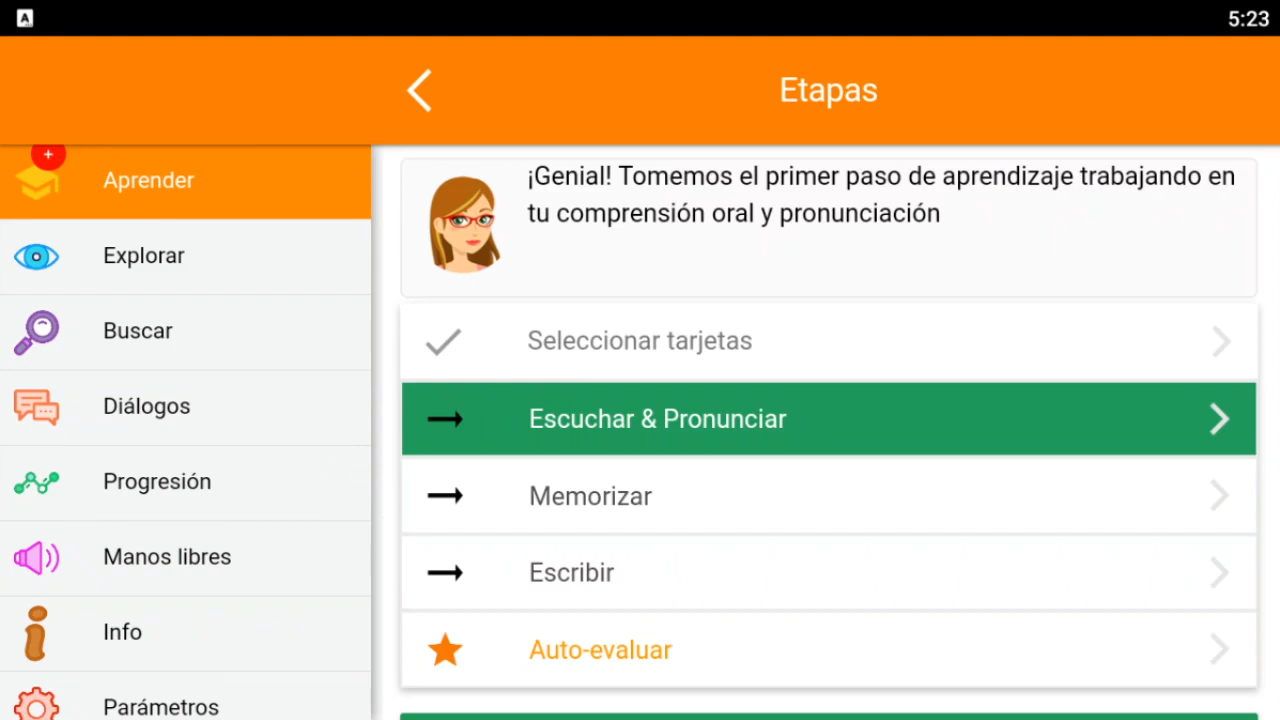 A
5:23
Etapas
+
Aprender
Explorar
Buscar
Diálogos
Progresión
Manos libres
Info
Parámetros
¡Genial! Tomemos el primer paso de aprendizaje trabajando en
tu comprensión oral y pronunciación
Seleccionar tarjetas
Escuchar & Pronunciar
Memorizar
Escribir
Auto-evaluar